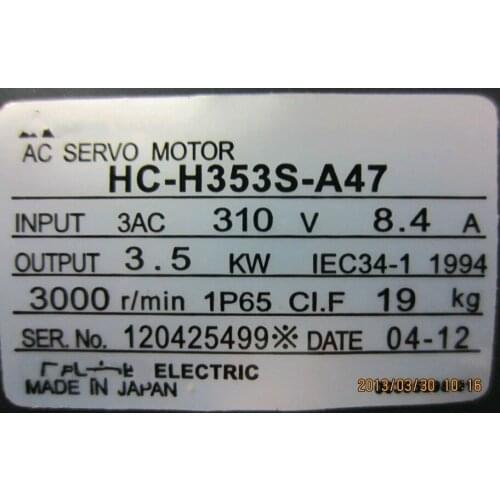 AC SERVO MOTOR
HC-H353S-A47
INPUT 3AC 310 V 8.4 A
OUTPUT 3.5 KW IEC34-1 1994
3000 r/min 1P65 CI.F 19 kg
SER. No. 120425499※ DATE 04-12
ELECTRIC
MADE IN JAPAN
2013/03/30 10:16